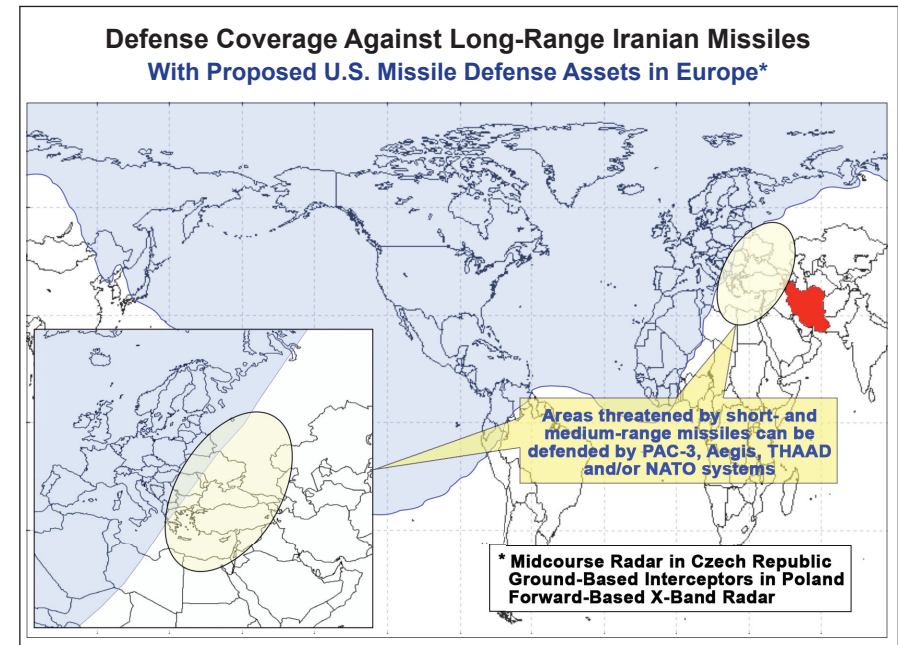 Defense Coverage Against Long-Range Iranian Missiles
With Proposed U.S. Missile Defense Assets in Europe*
Areas threatened by short- and
medium-range missiles can be
defended by PAC-3, Aegis, THAAD
and/or NATO systems
* Midcourse Radar in Czech Republic
Ground-Based Interceptors in Poland
Forward-Based X-Band Radar